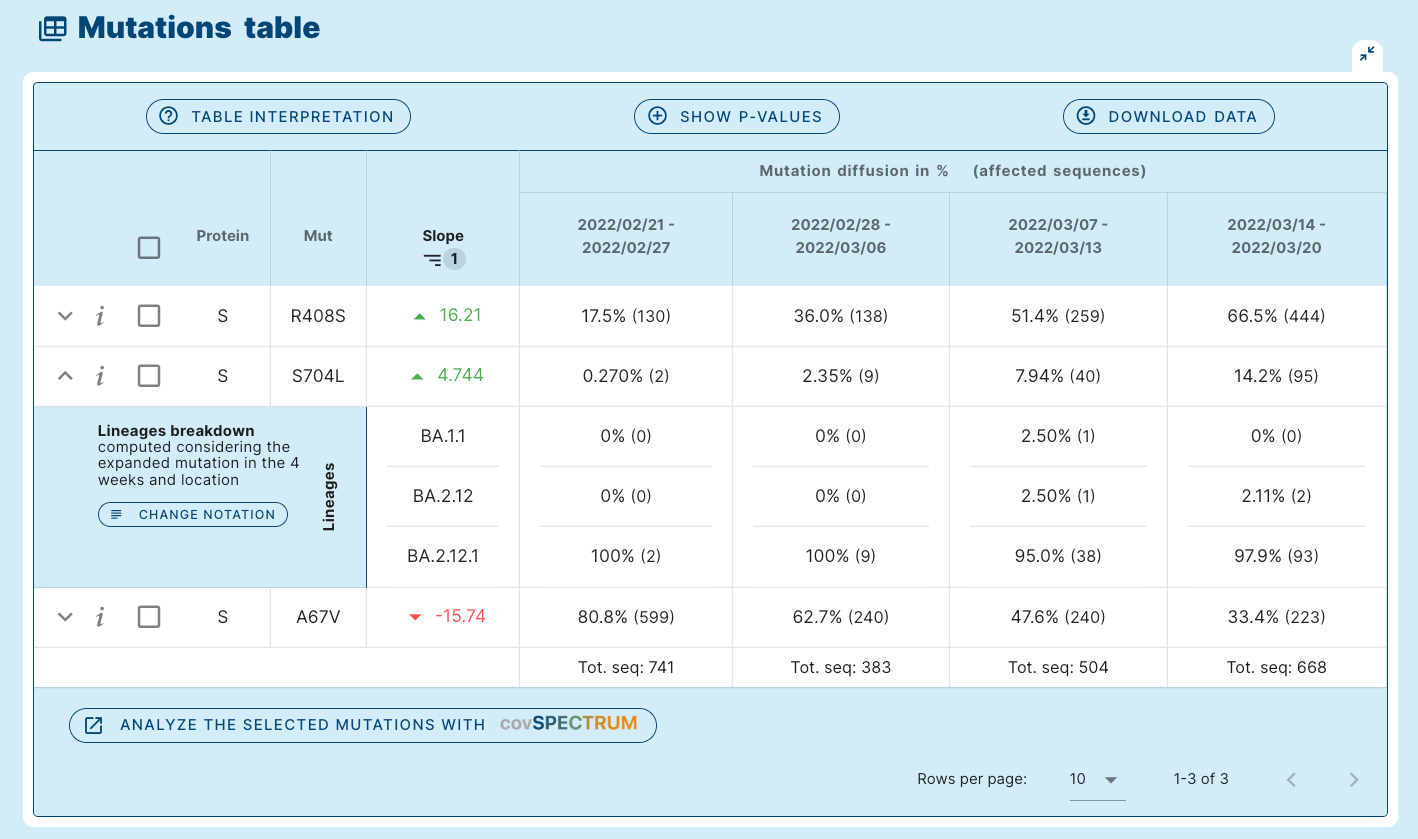 Mutations table
TABLE INTERPRETATION
SHOW P-VALUES
DOWNLOAD DATA
Mutation diffusion in % (affected sequences)
Protein
Mut
Slope
1
2022/02/21 -
2022/02/27
2022/02/28 -
2022/03/06
2022/03/07 -
2022/03/13
2022/03/14 -
2022/03/20
i S R408S 16.21 17.5% (130) 36.0% (138) 51.4% (259) 66.5% (444)
i S S704L 4.744 0.270% (2) 2.35% (9) 7.94% (40) 14.2% (95)
Lineages breakdown
computed considering the
expanded mutation in the 4
weeks and location
CHANGE NOTATION
Lineages
BA.1.1 0% (0) 0% (0) 2.50% (1) 0% (0)
BA.2.12 0% (0) 0% (0) 2.50% (1) 2.11% (2)
BA.2.12.1 100% (2) 100% (9) 95.0% (38) 97.9% (93)
i S A67V -15.74 80.8% (599) 62.7% (240) 47.6% (240) 33.4% (223)
Tot. seq: 741 Tot. seq: 383 Tot. seq: 504 Tot. seq: 668
ANALYZE THE SELECTED MUTATIONS WITH covSPECTRUM
Rows per page: 10 1-3 of 3